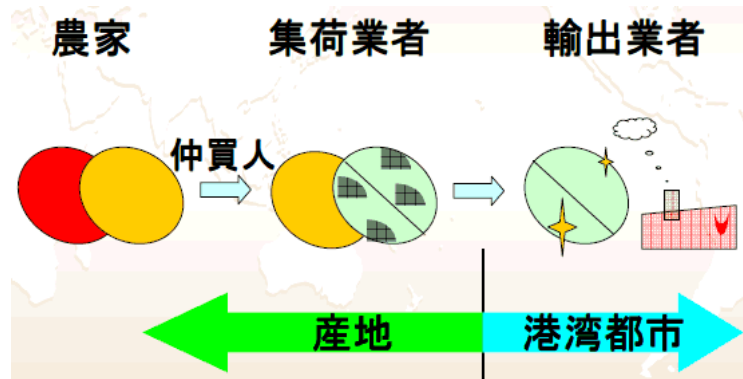 農家
集荷業者
輸出業者
仲買人
産地
港湾都市